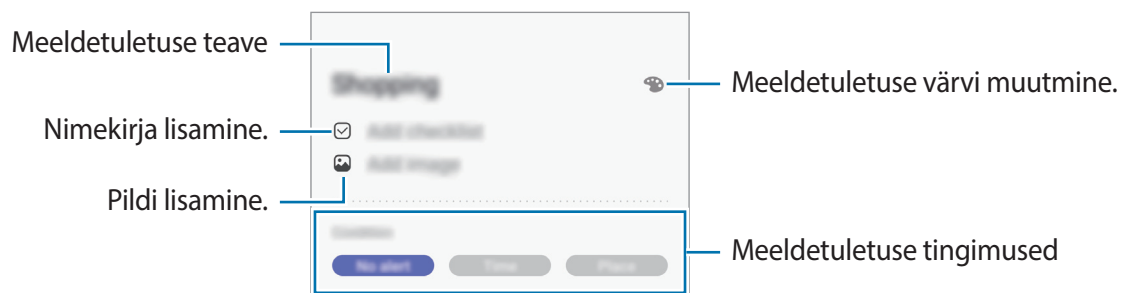 Meeldetuletuse teave
Shopping
Meeldetuletuse värvi muutmine.
Nimekirja lisamine.
Add checklist
Add image
Pildi lisamine.
Condition
Meeldetuletuse tingimused
No alert
Time
Place